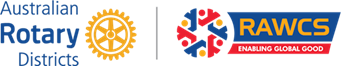 Australian
Rotary
Districts
RAWCS
ENABLING GLOBAL GOOD